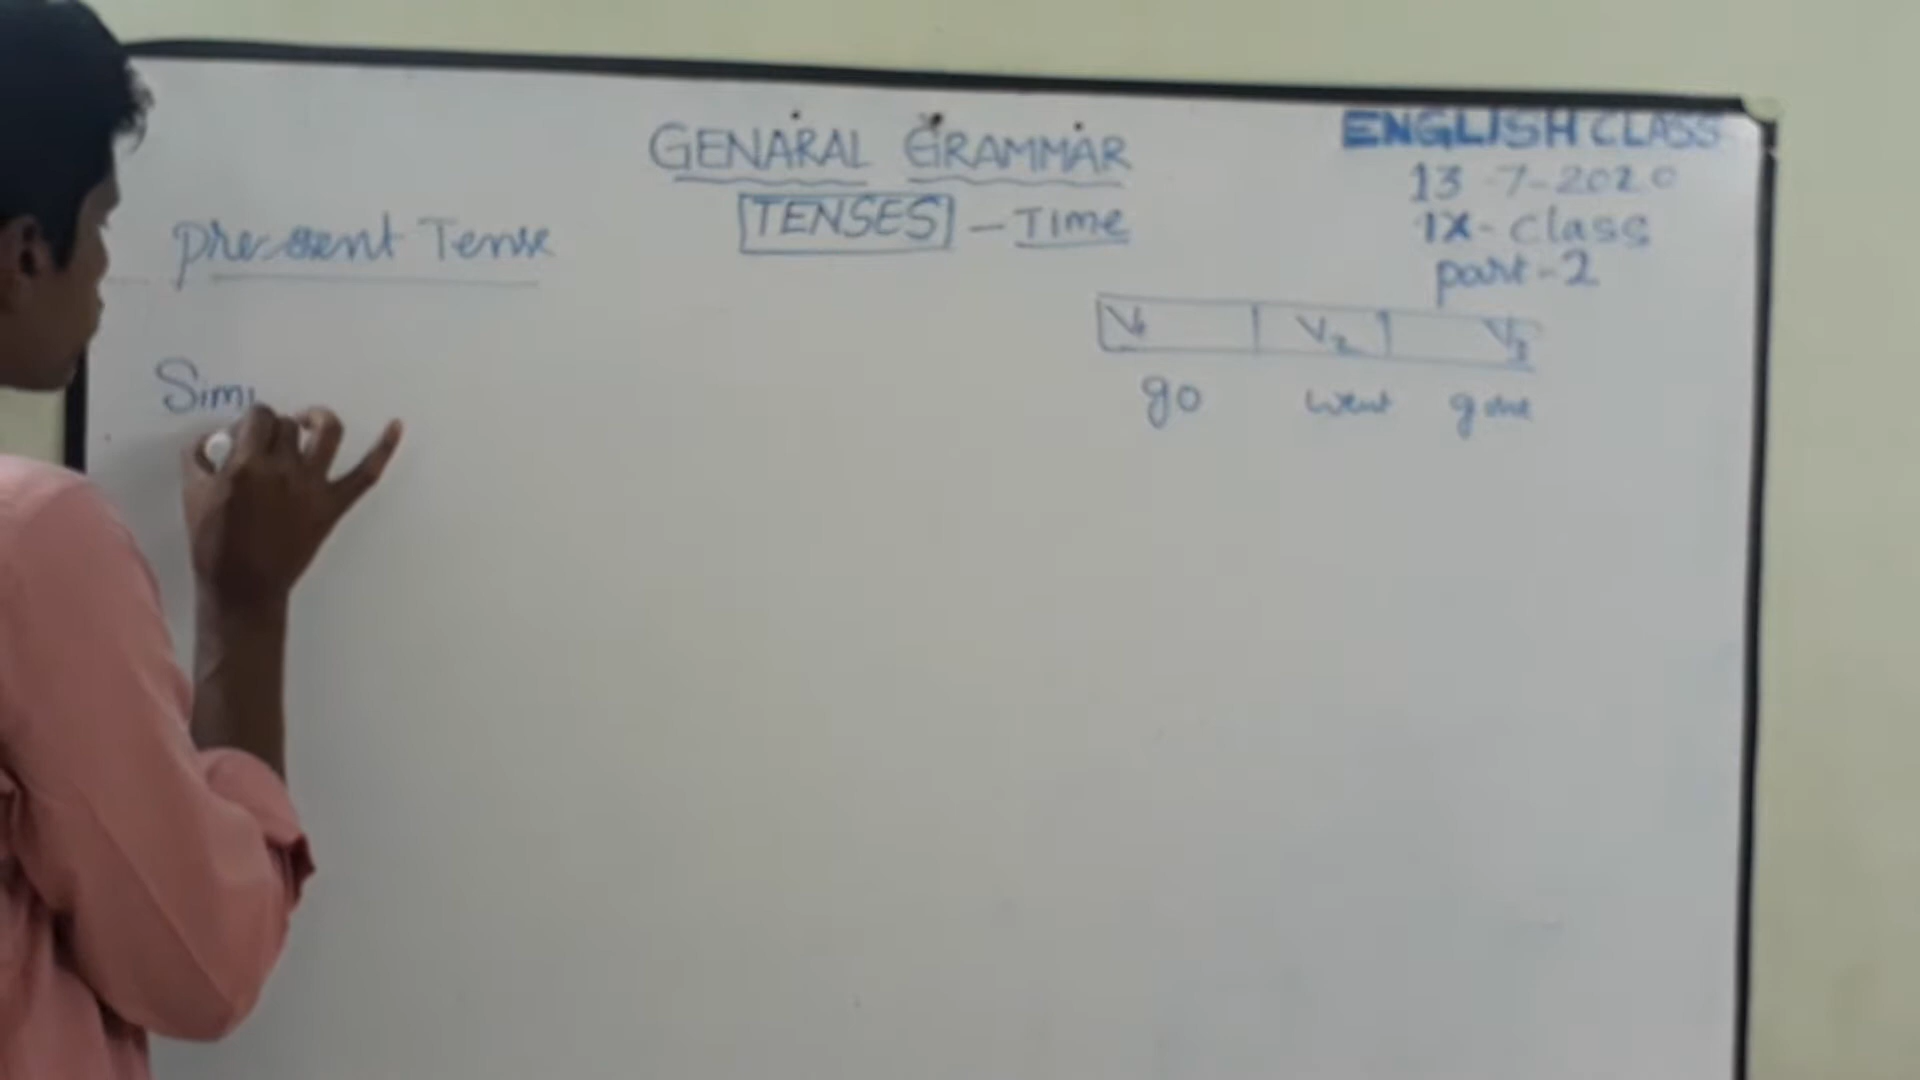 GENARAL GRAMMAR
TENSES - Time
ENGLISH CLASS
13-7-2020
IX- class
part-2
present Tense
V1 V2 V3
go went gone
Sim